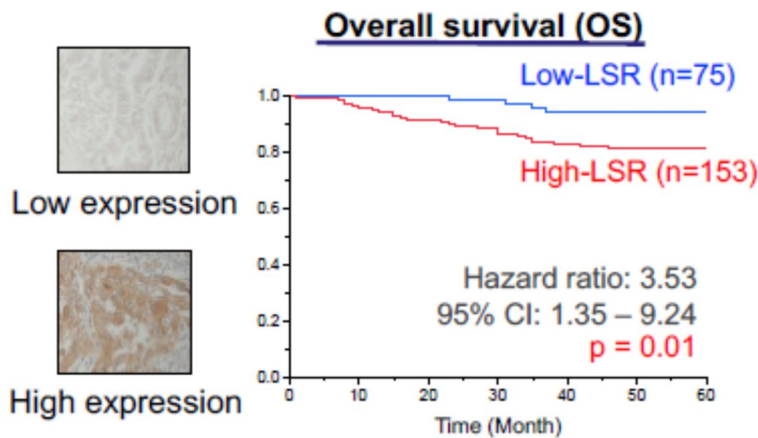 Overall survival (OS)
Low expression
High expression
Low-LSR (n=75)
High-LSR (n=153)
Hazard ratio: 3.53
95% CI: 1.35 – 9.24
p = 0.01
1.0
0.8
0.6
0.4
0.2
0.0
0 10 20 30 40 50 60
Time (Month)